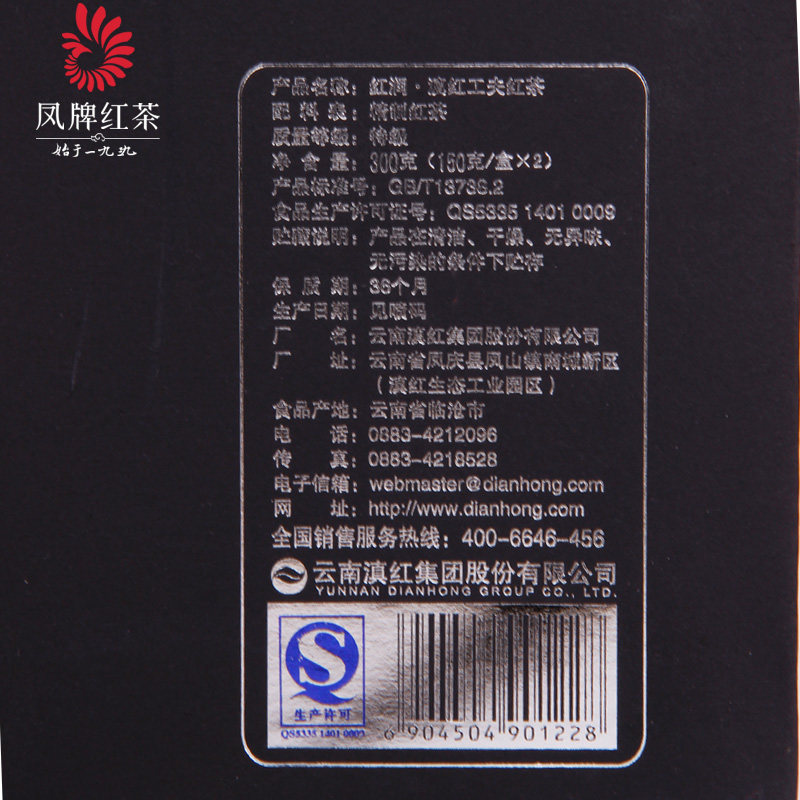 凤牌红茶
始于一九三九
产品名称：红润·滇红工夫红茶
配 料 表：精制红茶
质量等级：特级
净 含 量：300克（150克/盒×2）
产品标准号：GB/T13738.2
食品生产许可证号：QS5335 1401 0009
贮藏说明：产品在清洁、干燥、无异味、
无污染的条件下贮存
保 质 期：36个月
生产日期：见喷码
厂 名：云南滇红集团股份有限公司
厂 址：云南省凤庆县凤山镇南城新区
（滇红生态工业园区）
食品产地：云南省临沧市
电 话：0883-4212096
传 真：0883-4218528
电子信箱：webmaster@dianhong.com
网 址：http://www.dianhong.com
全国销售服务热线：400-6646-456
云南滇红集团股份有限公司
YUNNAN DIANHONG GROUP CO., LTD.
生产许可
QS5335 1401 0009
6 904504 901228